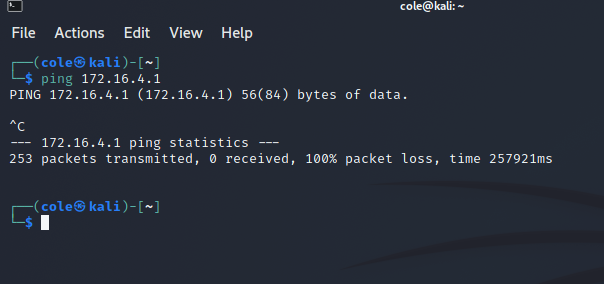 cole@kali: ~
File Actions Edit View Help
┌──(cole㉿kali)-[~]
└─$ ping 172.16.4.1
PING 172.16.4.1 (172.16.4.1) 56(84) bytes of data.
^C
--- 172.16.4.1 ping statistics ---
253 packets transmitted, 0 received, 100% packet loss, time 257921ms
┌──(cole㉿kali)-[~]
└─$